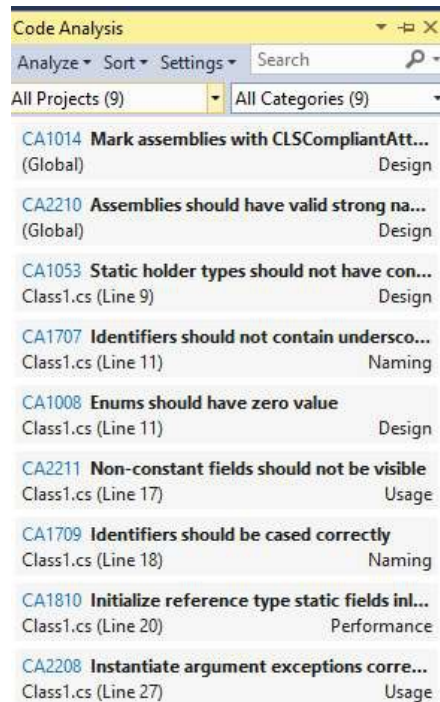 Code Analysis
Analyze Sort Settings Search
All Projects (9) All Categories (9)
CA1014 Mark assemblies with CLSCompliantAtt...
(Global) Design
CA2210 Assemblies should have valid strong na...
(Global) Design
CA1053 Static holder types should not have con...
Class1.cs (Line 9) Design
CA1707 Identifiers should not contain undersco...
Class1.cs (Line 11) Naming
CA1008 Enums should have zero value
Class1.cs (Line 11) Design
CA2211 Non-constant fields should not be visible
Class1.cs (Line 17) Usage
CA1709 Identifiers should be cased correctly
Class1.cs (Line 18) Naming
CA1810 Initialize reference type static fields inl...
Class1.cs (Line 20) Performance
CA2208 Instantiate argument exceptions corre...
Class1.cs (Line 27) Usage